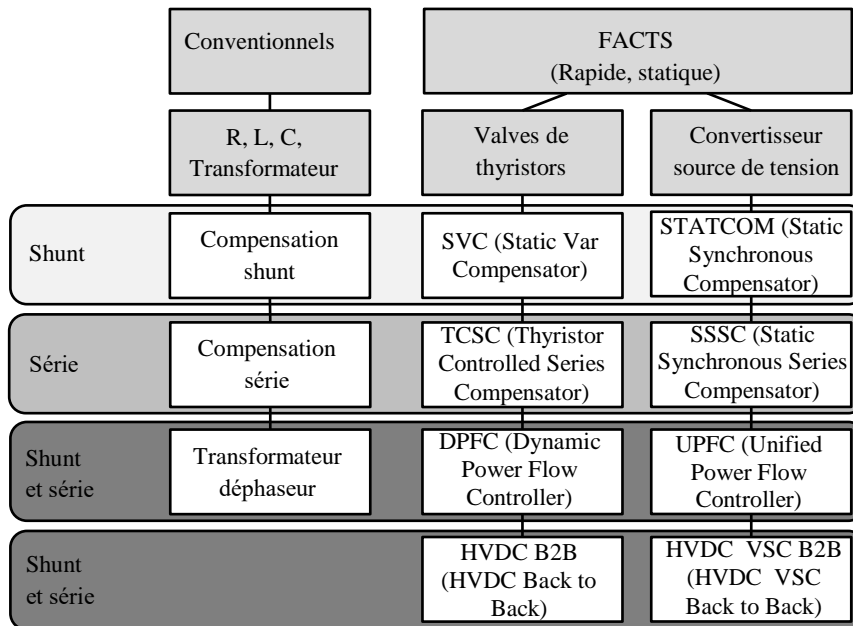 Conventionnels
FACTS
(Rapide, statique)
R, L, C,
Transformateur
Valves de
thyristors
Convertisseur
source de tension
Shunt
Compensation
shunt
SVC (Static Var
Compensator)
STATCOM (Static
Synchronous
Compensator)
Série
Compensation
série
TCSC (Thyristor
Controlled Series
Compensator)
SSSC (Static
Synchronous Series
Compensator)
Shunt
et série
Transformateur
déphaseur
DPFC (Dynamic
Power Flow
Controller)
UPFC (Unified
Power Flow
Controller)
Shunt
et série
HVDC B2B
(HVDC Back to
Back)
HVDC VSC B2B
(HVDC VSC
Back to Back)